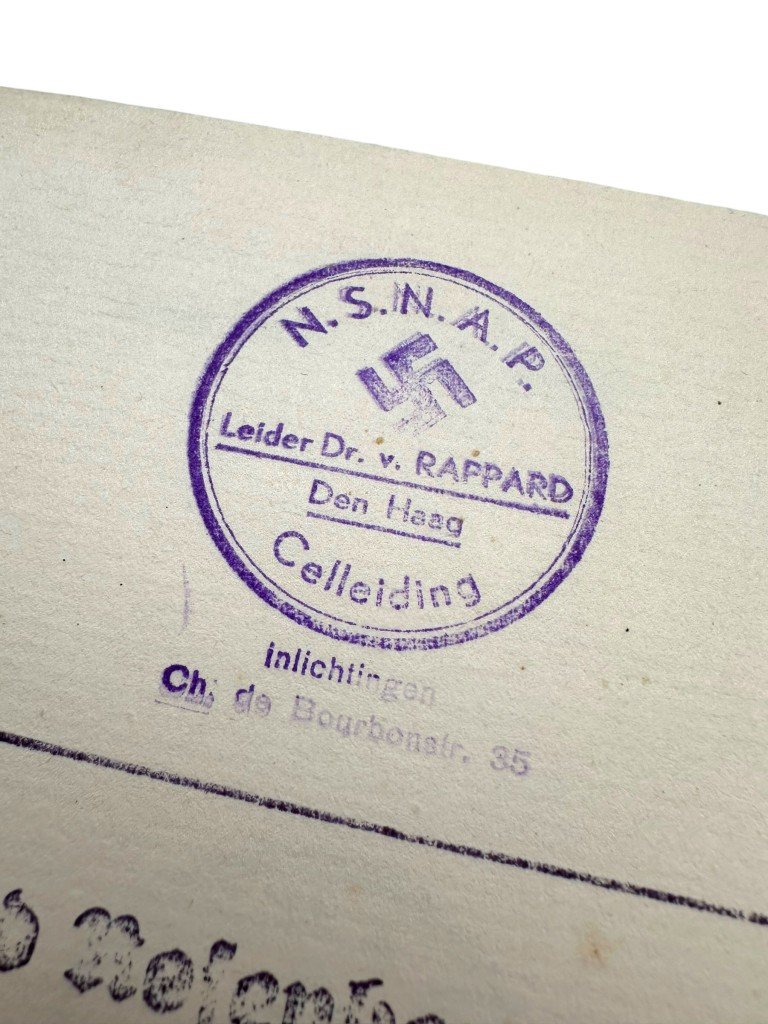 N.S.N.A.P.
Leider Dr. v. RAPPARD
Den Haag
Celleiding
inlichtingen
Ch. de Bourbonstr. 35